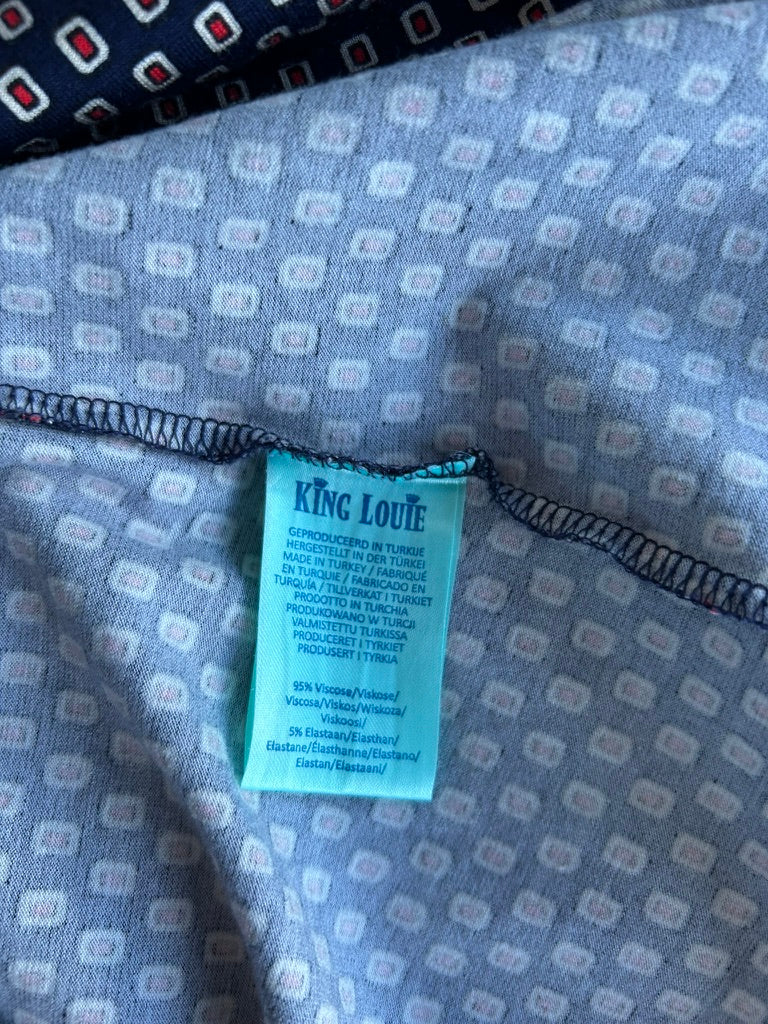 KING LOUIE
GEPRODUCEERD IN TURKIJE
HERGESTELLT IN DER TÜRKEI
MADE IN TURKEY / FABRIQUÉ
EN TURQUIE / FABRICADO EN
TURQUÍA / TILLVERKAT I TURKIET
PRODOTTO IN TURCHIA
PRODUKOWANO W TURCJI
VALMISTETTU TURKISSA
PRODUCERET I TYRKIET
PRODUSERT I TYRKIA
95% Viscose/Viskose/
Viscosa/Viskos/Wiskoza/
Viskoosi/
5% Elastaan/Elasthan/
Elastane/Élasthanne/Elastano/
Elastan/Elastaani/